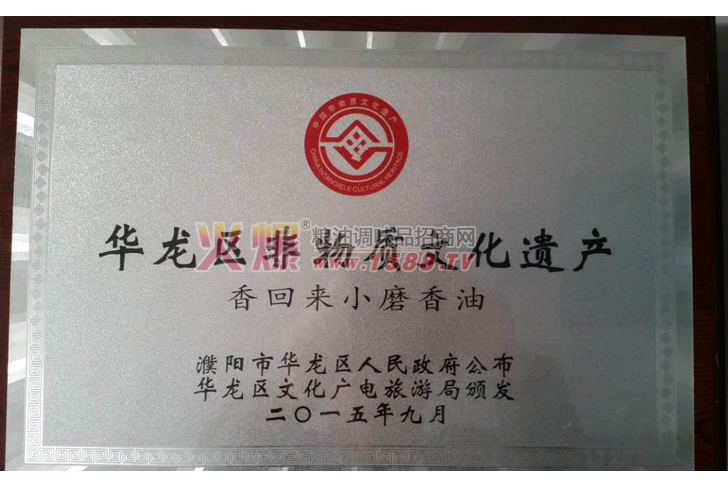 中国非物质文化遗产
CHINA INTANGIBLE CULTURAL HERITAGE
华龙区非物质文化遗产
火爆® 粮油调味品招商网
www.1588.TV
香回来小磨香油
濮阳市华龙区人民政府公布
华龙区文化广电旅游局颁发
二〇一五年九月